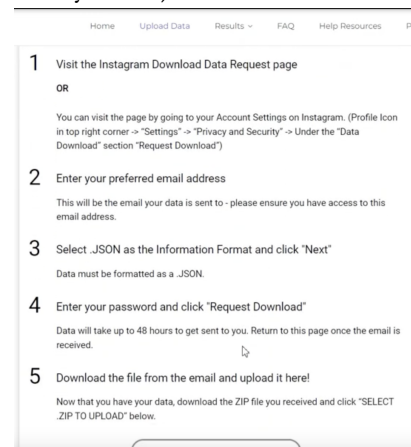 Home Upload Data Results FAQ Help Resources P
1 Visit the Instagram Download Data Request page
OR
You can visit the page by going to your Account Settings on Instagram. (Profile Icon
in top right corner -> "Settings" -> "Privacy and Security" -> Under the "Data
Download" section "Request Download")
2 Enter your preferred email address
This will be the email your data is sent to - please ensure you have access to this
email address.
3 Select .JSON as the Information Format and click "Next"
Data must be formatted as a .JSON.
4 Enter your password and click "Request Download"
Data will take up to 48 hours to get sent to you. Return to this page once the email is
received.
5 Download the file from the email and upload it here!
Now that you have your data, download the ZIP file you received and click "SELECT
.ZIP TO UPLOAD" below.